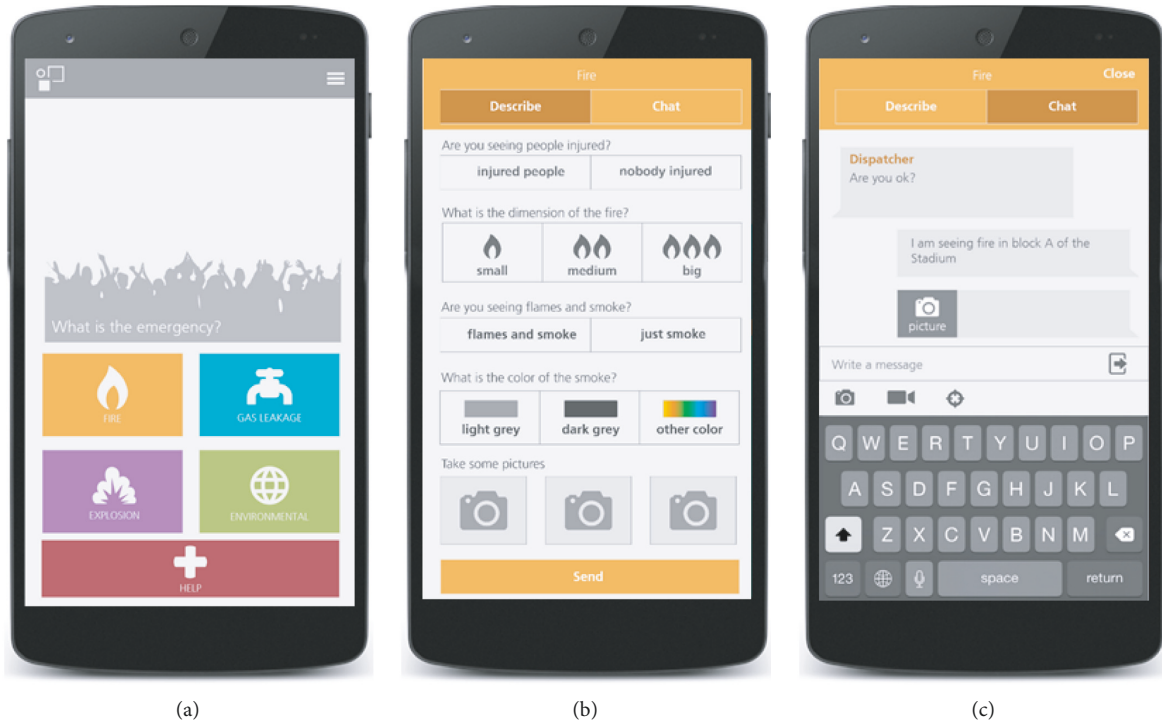 What is the emergency?
FIRE
GAS LEAKAGE
EXPLOSION
ENVIRONMENTAL
HELP
(a)
Fire
Describe
Chat
Are you seeing people injured?
injured people
nobody injured
What is the dimension of the fire?
small
medium
big
Are you seeing flames and smoke?
flames and smoke
just smoke
What is the color of the smoke?
light grey
dark grey
other color
Take some pictures
Send
(b)
Fire
Close
Describe
Chat
Dispatcher
Are you ok?
I am seeing fire in block A of the
Stadium
picture
Write a message
Q W E R T Y U I O P
A S D F G H J K L
Z X C V B N M
123
space
return
(c)